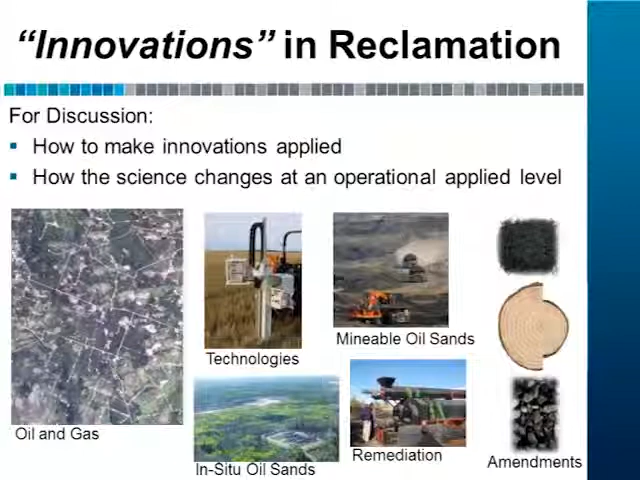 “Innovations” in Reclamation
For Discussion:
How to make innovations applied
How the science changes at an operational applied level
Technologies
Mineable Oil Sands
Oil and Gas
In-Situ Oil Sands
Remediation
Amendments